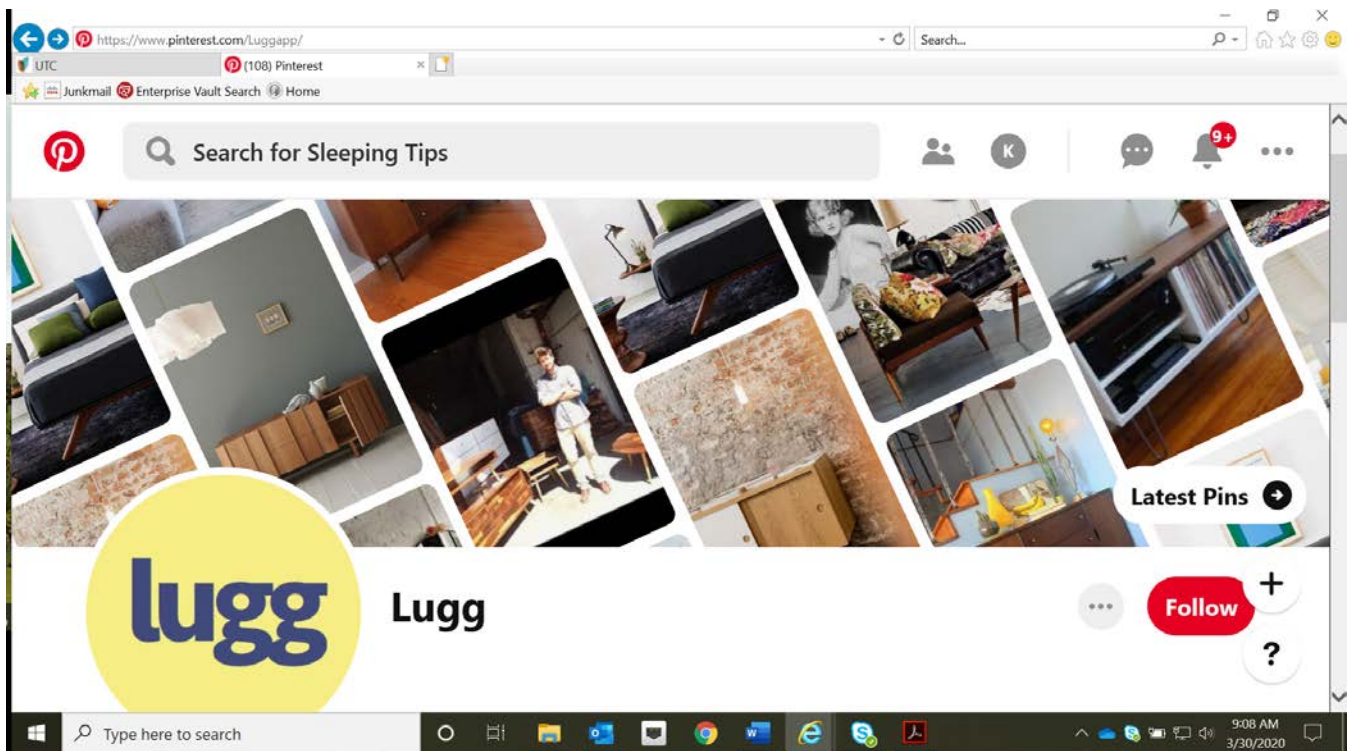 https://www.pinterest.com/Luggapp/
Search...
UTC
(108) Pinterest
Junkmail
Enterprise Vault Search
Home
Search for Sleeping Tips
K
9+
Latest Pins
lugg
Lugg
Follow
+
?
Type here to search
9:08 AM
3/30/2020